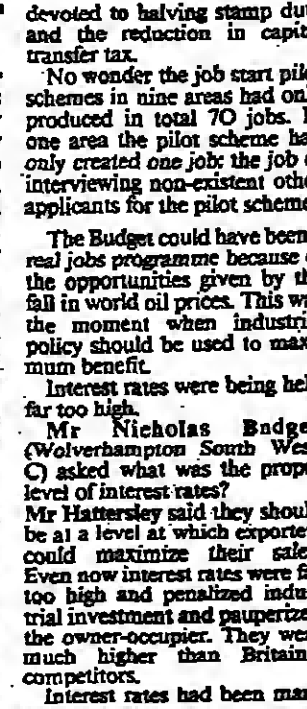 devoted to halving stamp dut
and the reduction in capit
transfer tax.
No wonder the job start pil
schemes in nine areas had on
produced in total 70 jobs. I
one area the pilot scheme ha
only created one job: the job o
interviewing non-existent othe
applicants for the pilot scheme
The Budget could have been
real jobs programme because o
the opportunities given by th
fall in world oil prices. This wa
the moment when industri
policy should be used to max
mum benefit.
Interest rates were being hel
far too high.
Mr Nicholas Budge
(Wolverhampton South Wes
C) asked what was the prope
level of interest rates?
Mr Hattersley said they shoul
be at a level at which exporte
could maximize their sale
Even now interest rates were fa
too high and penalized indu
trial investment and pauperize
the owner-occupier. They wer
much higher than Britain
competitors.
Interest rates had been ma